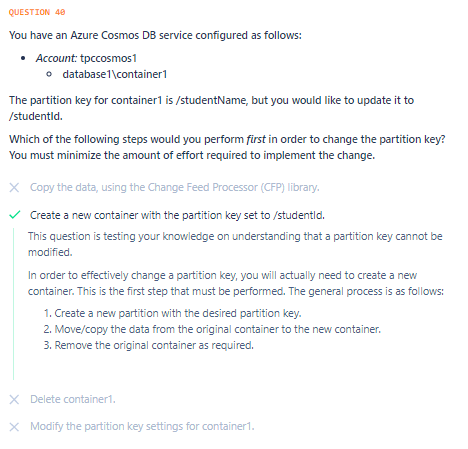 QUESTION 40
You have an Azure Cosmos DB service configured as follows:
• Account: tpccosmos1
o database1\container1
The partition key for container1 is /studentName, but you would like to update it to
/studentId.
Which of the following steps would you perform first in order to change the partition key?
You must minimize the amount of effort required to implement the change.
Copy the data, using the Change Feed Processor (CFP) library.
Create a new container with the partition key set to /studentId.
This question is testing your knowledge on understanding that a partition key cannot be
modified.
In order to effectively change a partition key, you will actually need to create a new
container. This is the first step that must be performed. The general process is as follows:
1. Create a new partition with the desired partition key.
2. Move/copy the data from the original container to the new container.
3. Remove the original container as required.
Delete container1.
Modify the partition key settings for container1.